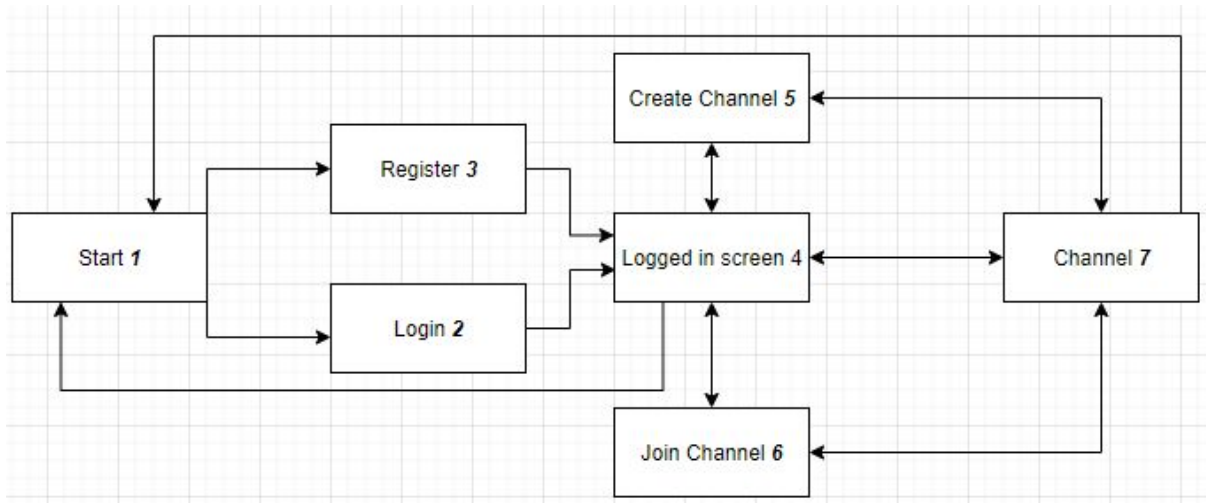 Create Channel 5
Register 3
Start 1
Logged in screen 4
Channel 7
Login 2
Join Channel 6